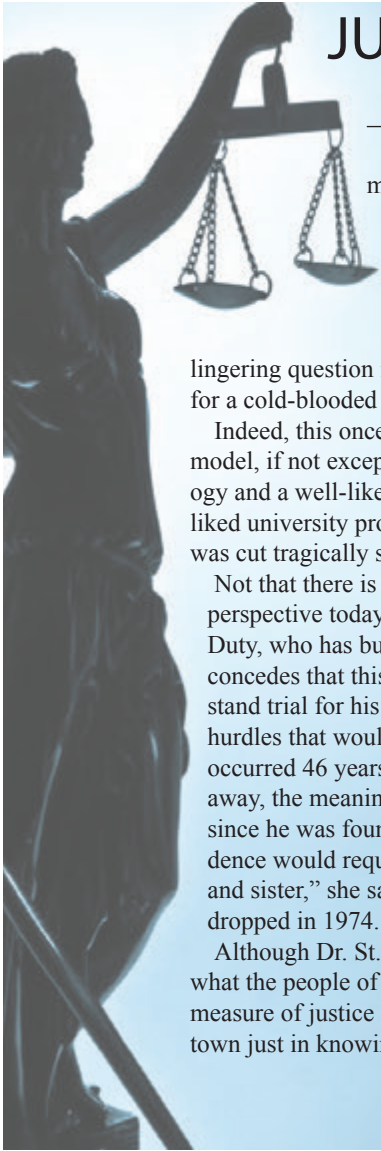 JU
m
lingering question
for a cold-blooded
Indeed, this once
model, if not excep
ogy and a well-like
liked university pro
was cut tragically s
Not that there is
perspective today
Duty, who has bu
concedes that this
stand trial for his
hurdles that woul
occurred 46 years
away, the meanin
since he was foun
dence would requ
and sister,” she sa
dropped in 1974.
Although Dr. St.
what the people of
measure of justice
town just in knowi